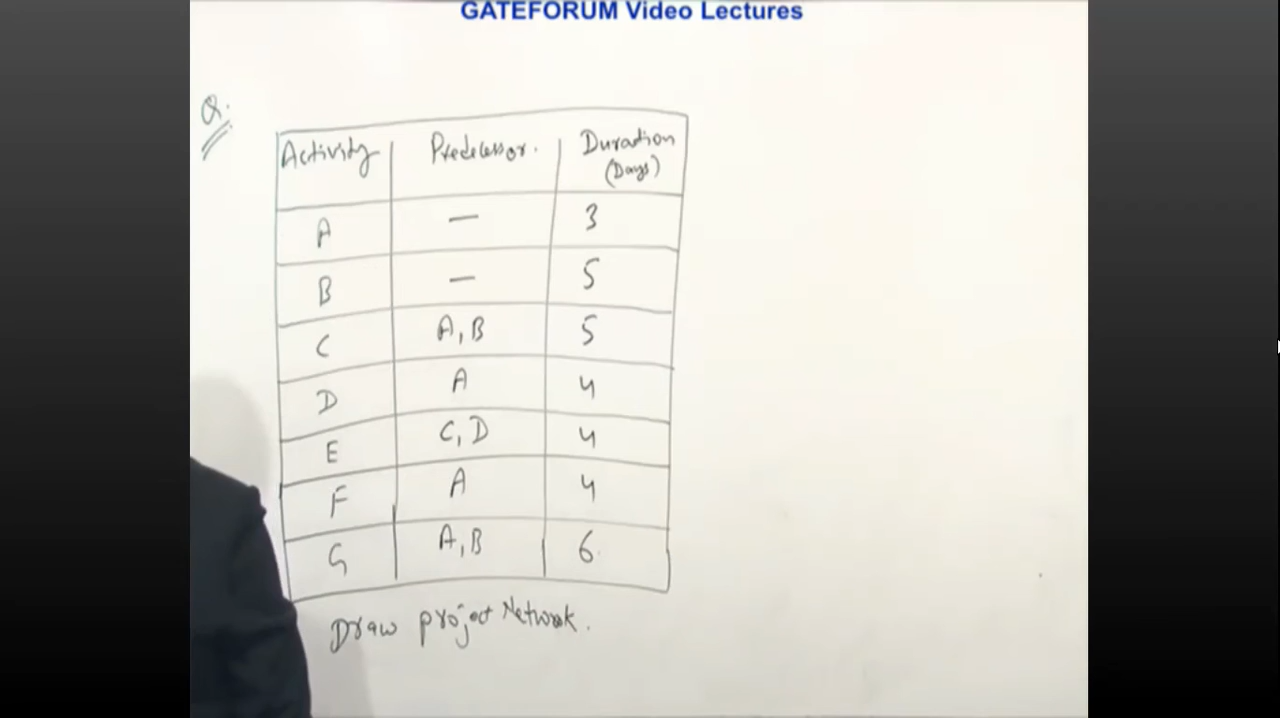 GATEFORUM Video Lectures
Q.
Activity Predecessor. Duration (Days)
A — 3
B — 5
C A, B 5
D A 4
E C, D 4
F A 4
G A, B 6
Draw project Network.